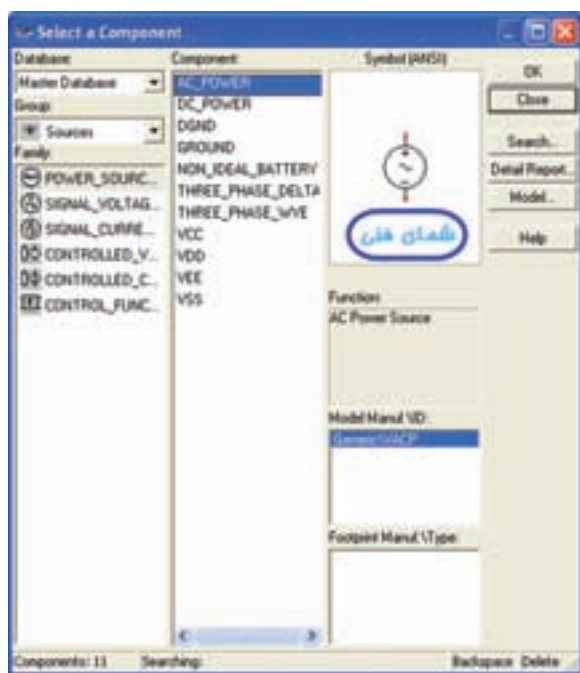 Select a Component
Database:
Master Database
Group:
Sources
Family:
POWER_SOURC...
SIGNAL_VOLTAG...
SIGNAL_CURRE...
CONTROLLED_V...
CONTROLLED_C...
CONTROL_FUNC...
Component:
AC_POWER
DC_POWER
DGND
GROUND
NON_IDEAL_BATTERY
THREE_PHASE_DELTA
THREE_PHASE_WYE
VCC
VDD
VEE
VSS
Symbol (ANSI)
شمای فنی
Function:
AC Power Source
Model Manuf.\ID:
Generic\VACP
Footprint Manuf.\Type:
OK
Close
Search...
Detail Report...
Model...
Help
Components: 11
Searching:
Backspace
Delete